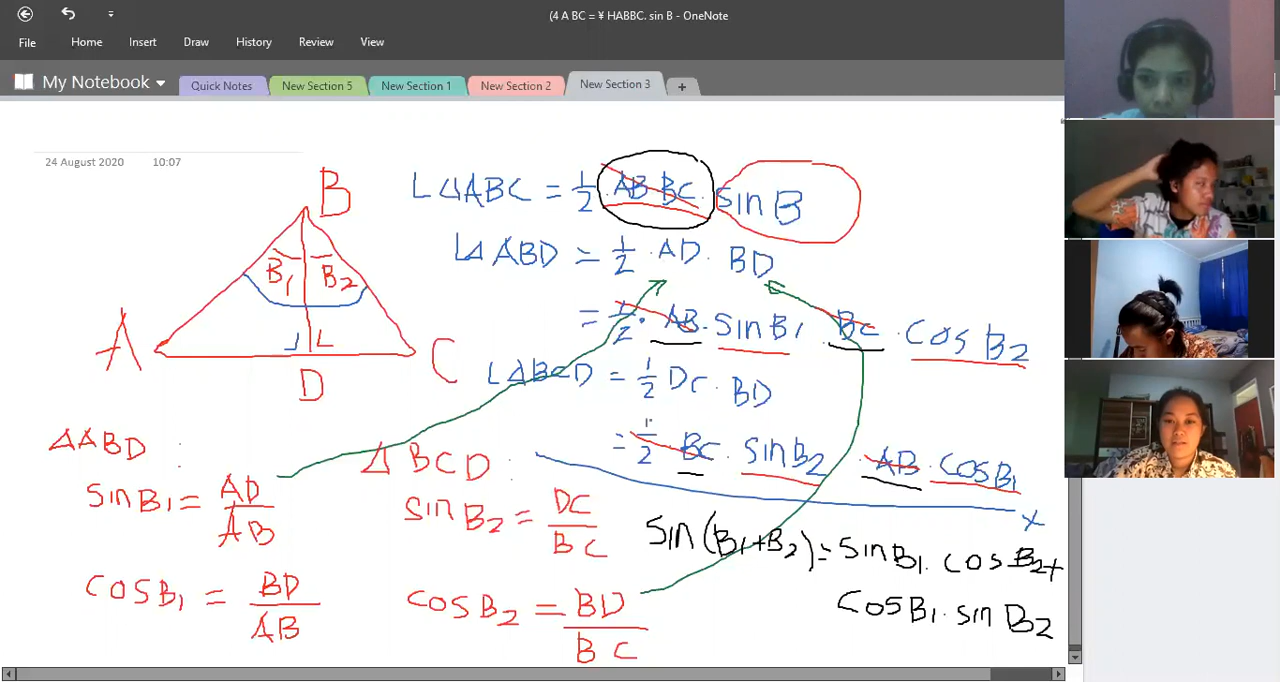 (4 A BC = ¥ HABBC. sin B - OneNote
File Home Insert Draw History Review View
My Notebook Quick Notes New Section 5 New Section 1 New Section 2 New Section 3
24 August 2020 10:07
B
B1 B2
A
C
D
L△ABC = 1/2 . AB BC . sin B
L△ABD = 1/2 . AD . BD
= 1/2 . AB . sin B1 . BC . cos B2
L△BCD = 1/2 DC . BD
= 1/2 BC . sin B2 . AB . cos B1
+
sin (B1+B2) = sin B1 . cos B2 +
cos B1 . sin B2
△ABD
sin B1 = AD/AB
cos B1 = BD/AB
△BCD
sin B2 = DC/BC
cos B2 = BD/BC